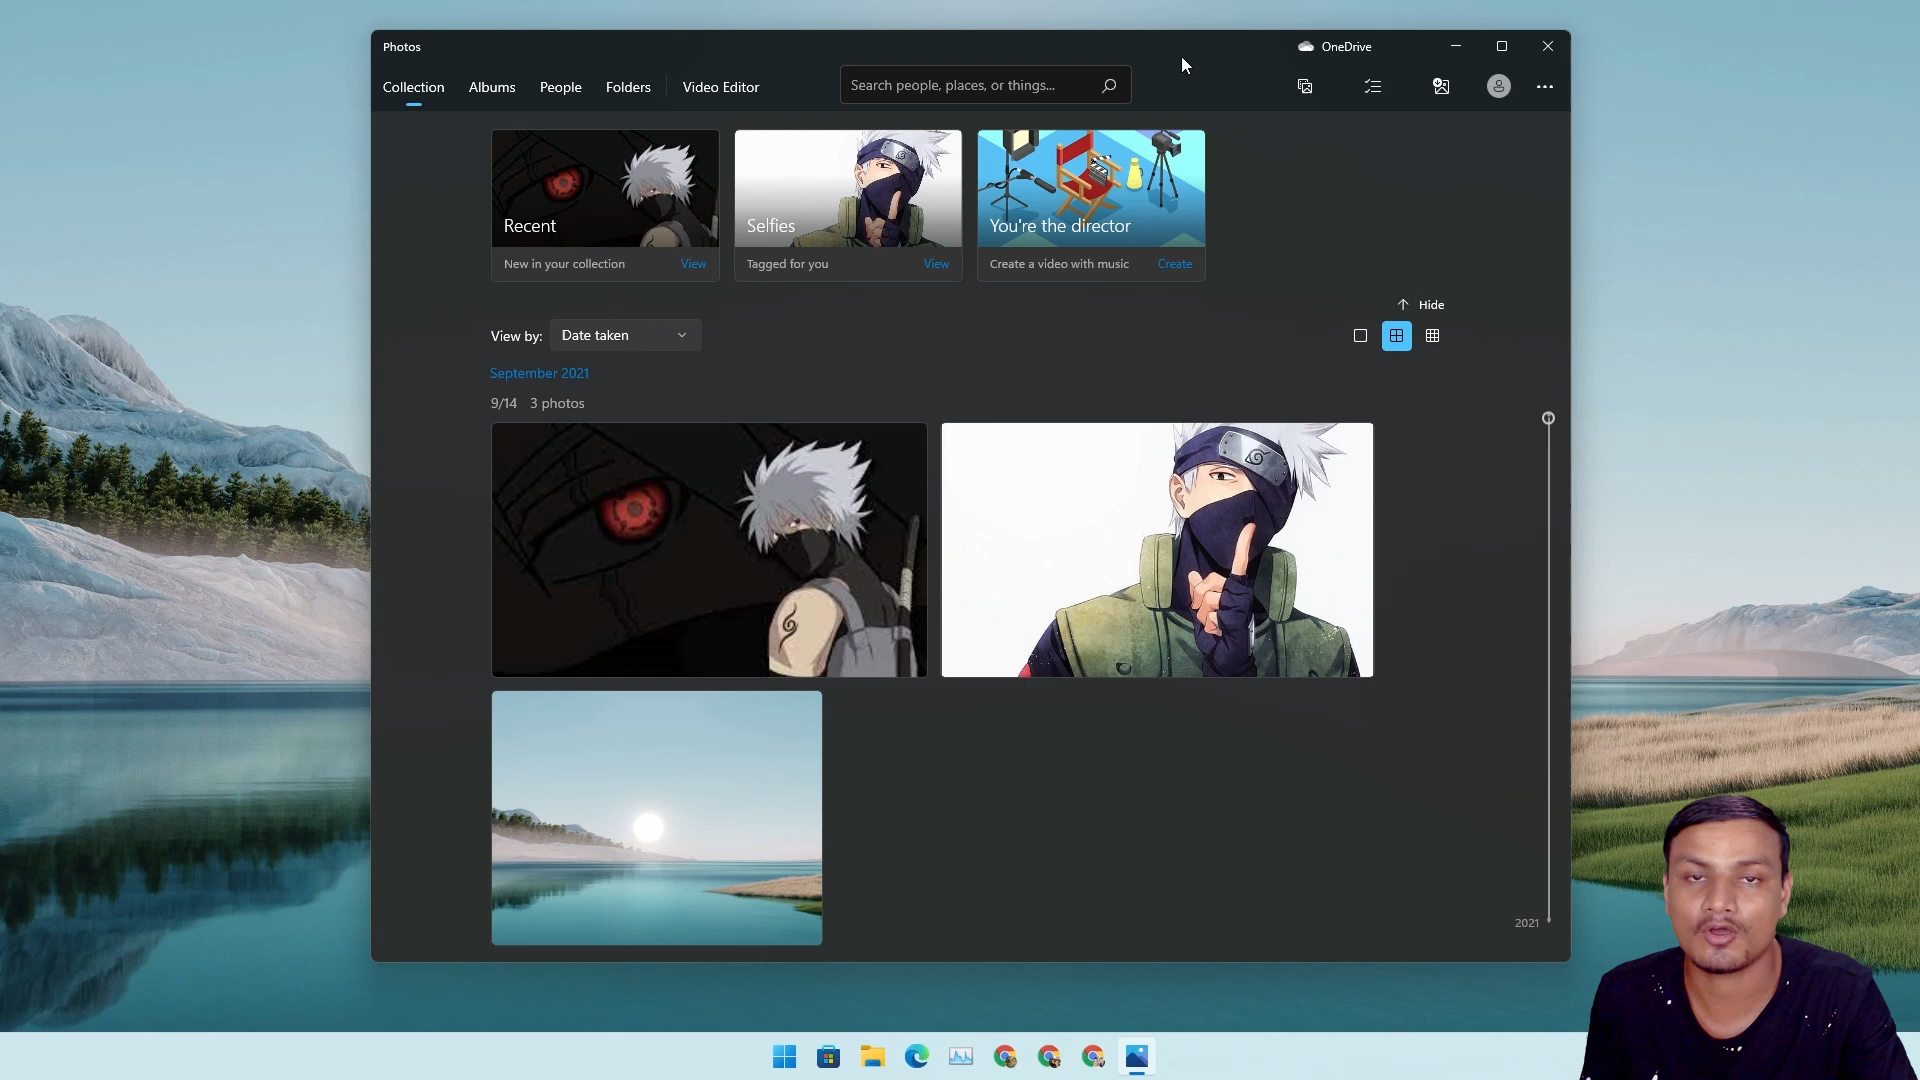 Photos
OneDrive
Collection
Albums
People
Folders
Video Editor
Search people, places, or things...
Recent
New in your collection
View
Selfies
Tagged for you
View
You're the director
Create a video with music
Create
Hide
View by:
Date taken
September 2021
9/14 3 photos
2021